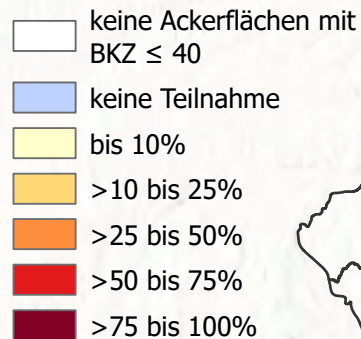 keine Ackerflächen mit
BKZ ≤ 40
keine Teilnahme
bis 10%
>10 bis 25%
>25 bis 50%
>50 bis 75%
>75 bis 100%